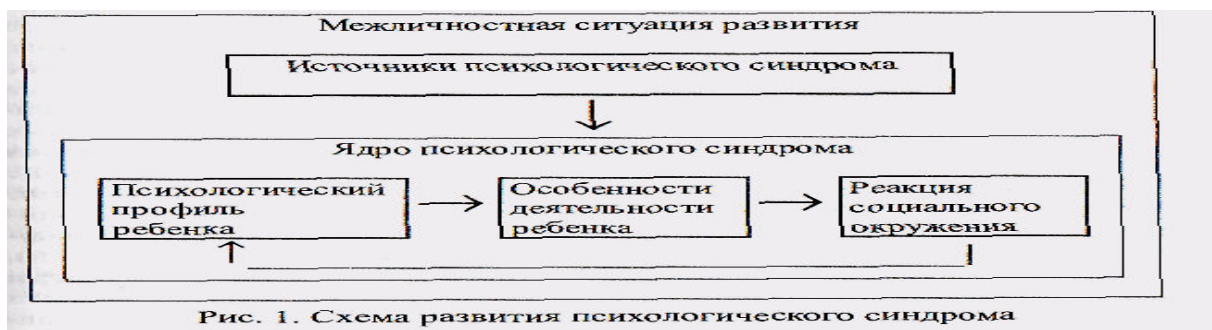 Межличностная ситуация развития
Источники психологического синдрома
Ядро психологического синдрома
Психологический
профиль
ребенка
Особенности
деятельности
ребенка
Реакция
социального
окружения
Рис. 1. Схема развития психологического синдрома